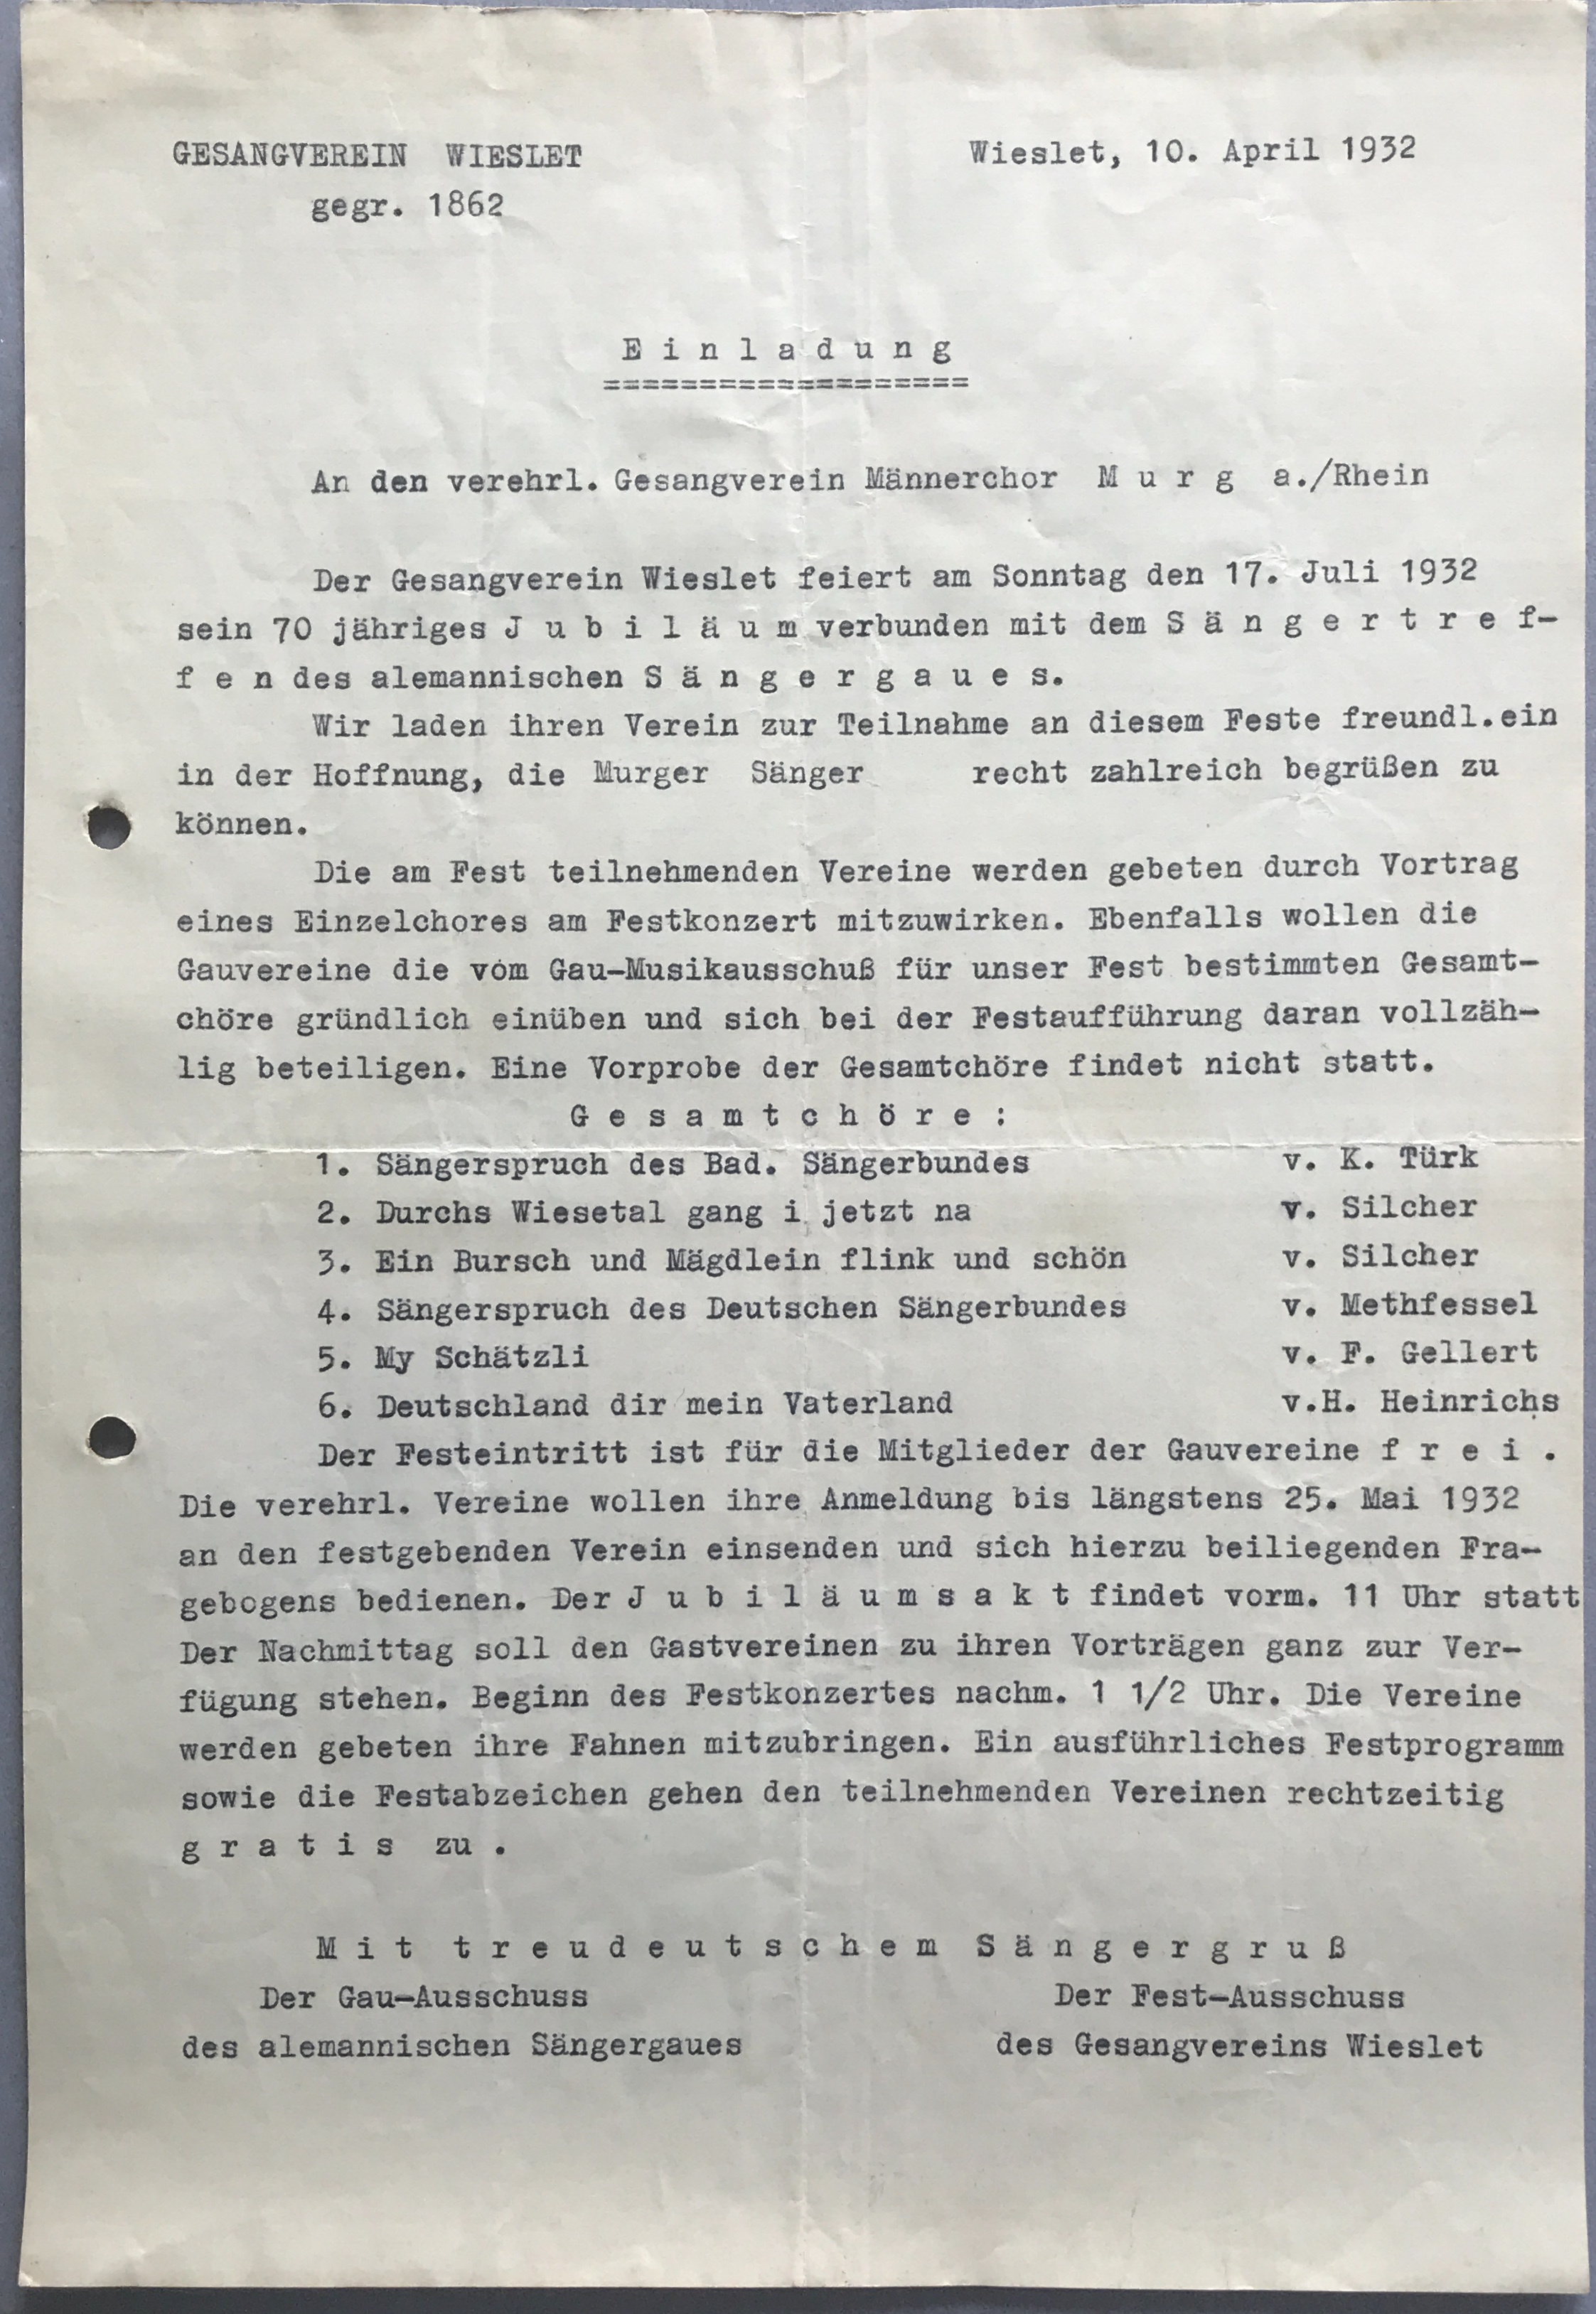 GESANGVEREIN WIESLET
Wieslet, 10. April 1932
gegr. 1862
E i n l a d u n g
===================
An den verehrl. Gesangverein Männerchor M u r g a./Rhein
Der Gesangverein Wieslet feiert am Sonntag den 17. Juli 1932
sein 70 jähriges J u b i l ä u m verbunden mit dem S ä n g e r t r e f-
f e n des alemannischen S ä n g e r g a u e s.
Wir laden ihren Verein zur Teilnahme an diesem Feste freundl.ein
in der Hoffnung, die Murger Sänger recht zahlreich begrüßen zu
können.
Die am Fest teilnehmenden Vereine werden gebeten durch Vortrag
eines Einzelchores am Festkonzert mitzuwirken. Ebenfalls wollen die
Gauvereine die vom Gau-Musikausschuß für unser Fest bestimmten Gesamt-
chöre gründlich einüben und sich bei der Festaufführung daran vollzäh-
lig beteiligen. Eine Vorprobe der Gesamtchöre findet nicht statt.
G e s a m t c h ö r e :
1. Sängerspruch des Bad. Sängerbundes v. K. Türk
2. Durchs Wiesetal gang i jetzt na v. Silcher
3. Ein Bursch und Mägdlein flink und schön v. Silcher
4. Sängerspruch des Deutschen Sängerbundes v. Methfessel
5. My Schätzli v. F. Gellert
6. Deutschland dir mein Vaterland v.H. Heinrichs
Der Festeintritt ist für die Mitglieder der Gauvereine f r e i .
Die verehrl. Vereine wollen ihre Anmeldung bis längstens 25. Mai 1932
an den festgebenden Verein einsenden und sich hierzu beiliegenden Fra-
gebogens bedienen. Der J u b i l ä u m s a k t findet vorm. 11 Uhr statt
Der Nachmittag soll den Gastvereinen zu ihren Vorträgen ganz zur Ver-
fügung stehen. Beginn des Festkonzertes nachm. 1 1/2 Uhr. Die Vereine
werden gebeten ihre Fahnen mitzubringen. Ein ausführliches Festprogramm
sowie die Festabzeichen gehen den teilnehmenden Vereinen rechtzeitig
g r a t i s zu .
M i t t r e u d e u t s c h e m S ä n g e r g r u ß
Der Gau-Ausschuss Der Fest-Ausschuss
des alemannischen Sängergaues des Gesangvereins Wieslet